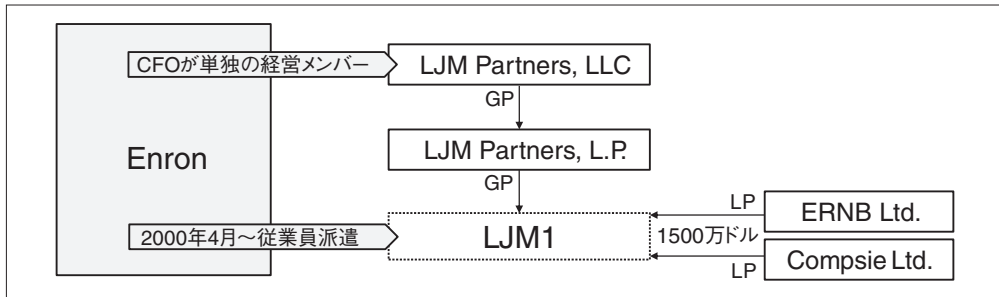 CFOが単独の経営メンバー
LJM Partners, LLC
GP
LJM Partners, L.P.
Enron
GP
LP
ERNB Ltd.
2000年4月～従業員派遣
LJM1
1500万ドル
LP
Compsie Ltd.